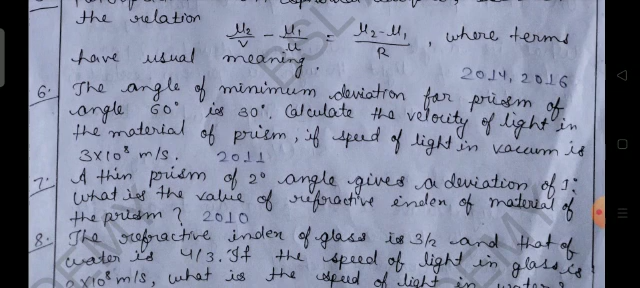 the relation
μ₂/v - μ₁/u = μ₂-μ₁/R , where terms
have usual meaning.
2014, 2016
6. The angle of minimum deviation for prism of
angle 60° is 30°. Calculate the velocity of light in
the material of prism, if speed of light in vaccum is
3×10⁸ m/s. 2011
7. A thin prism of 2° angle gives a deviation of 1°.
What is the value of refractive index of material of
the prism? 2010
8. The refractive index of glass is 3/2 and that of
water is 4/3. If the speed of light in glass is
2×10⁸ m/s, what is the speed of light in water?